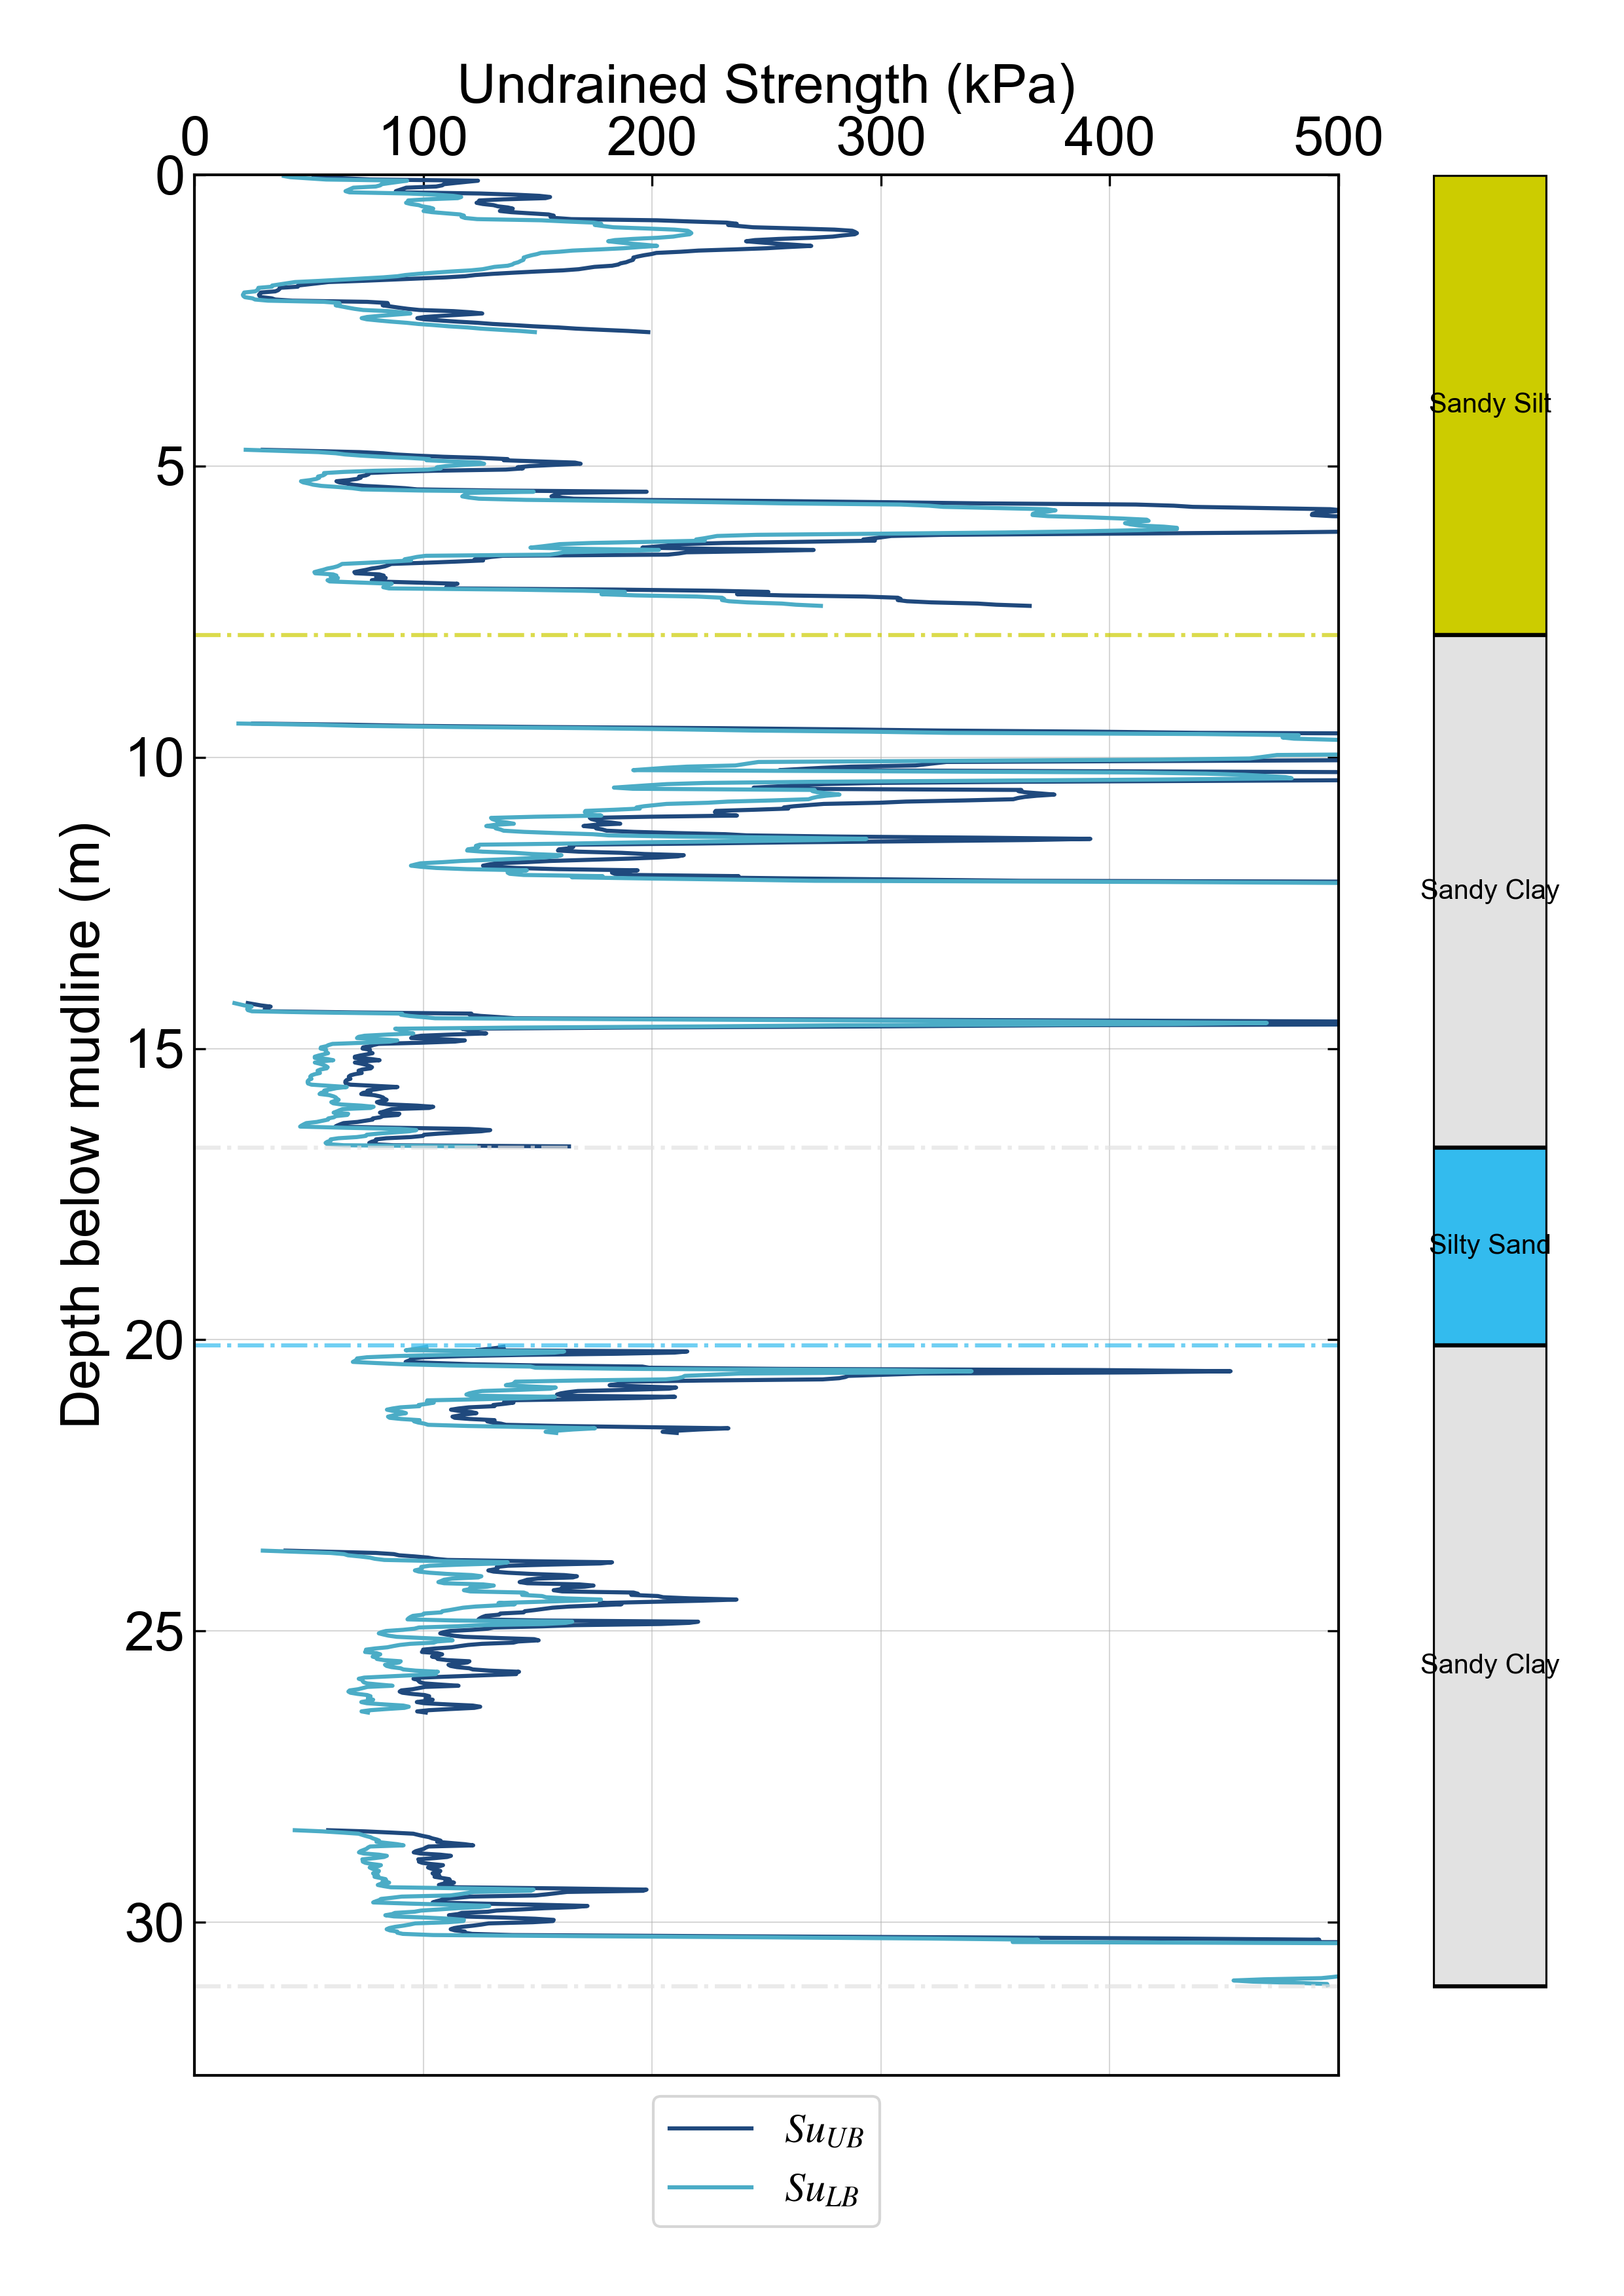 Undrained Strength (kPa)
0 100 200 300 400 500
0
5
10
15
20
25
30
Depth below mudline (m)
Sandy Silt
Sandy Clay
Silty Sand
Sandy Clay
Su_UB
Su_LB